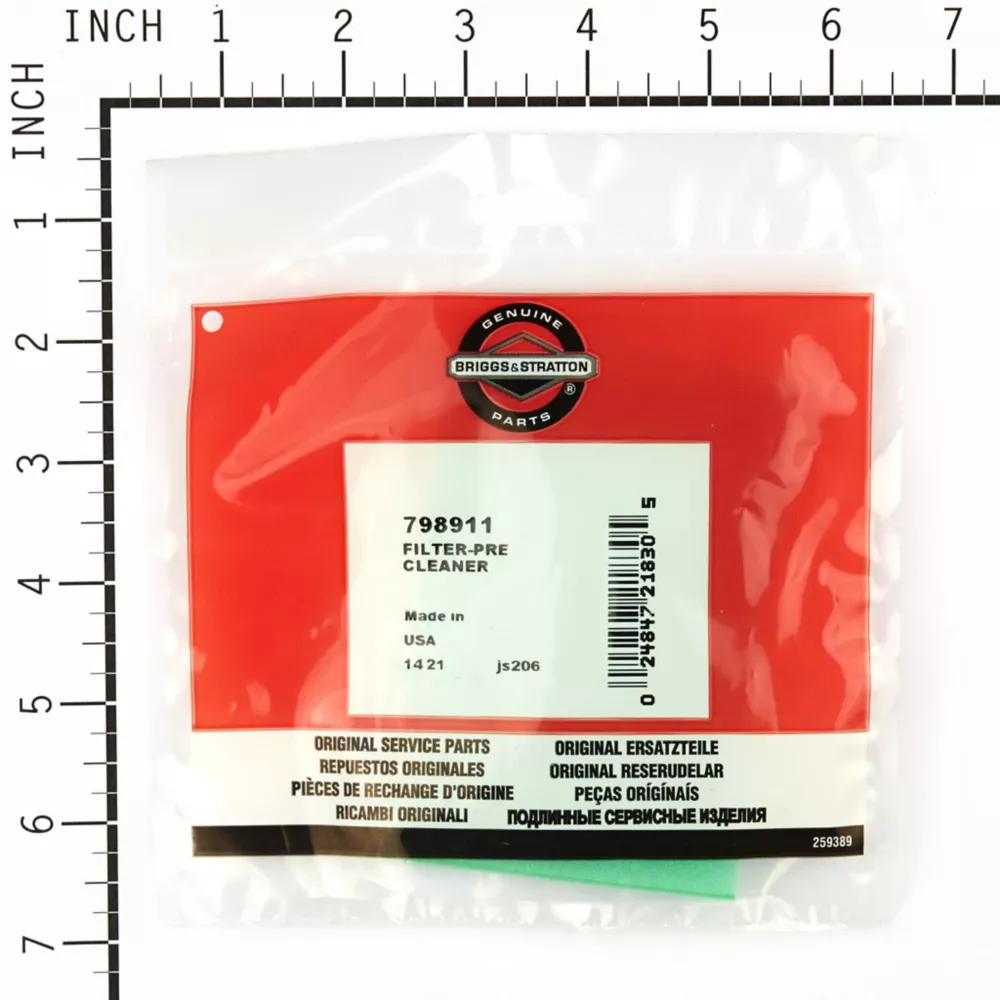 INCH 1 2 3 4 5 6 7
INCH
1
2
3
4
5
6
7
GENUINE
BRIGGS & STRATTON
®
PARTS
798911
FILTER-PRE
CLEANER
Made in
USA
14 21 js206
0 24847 21830 5
ORIGINAL SERVICE PARTS
REPUESTOS ORIGINALES
PIÈCES DE RECHANGE D'ORIGINE
RICAMBI ORIGINALI
ORIGINAL ERSATZTEILE
ORIGINAL RESERUDELAR
PEÇAS ORÍGÍNAÍS
ПОДЛИННЫЕ СЕРВИСНЫЕ ИЗДЕЛИЯ
259389